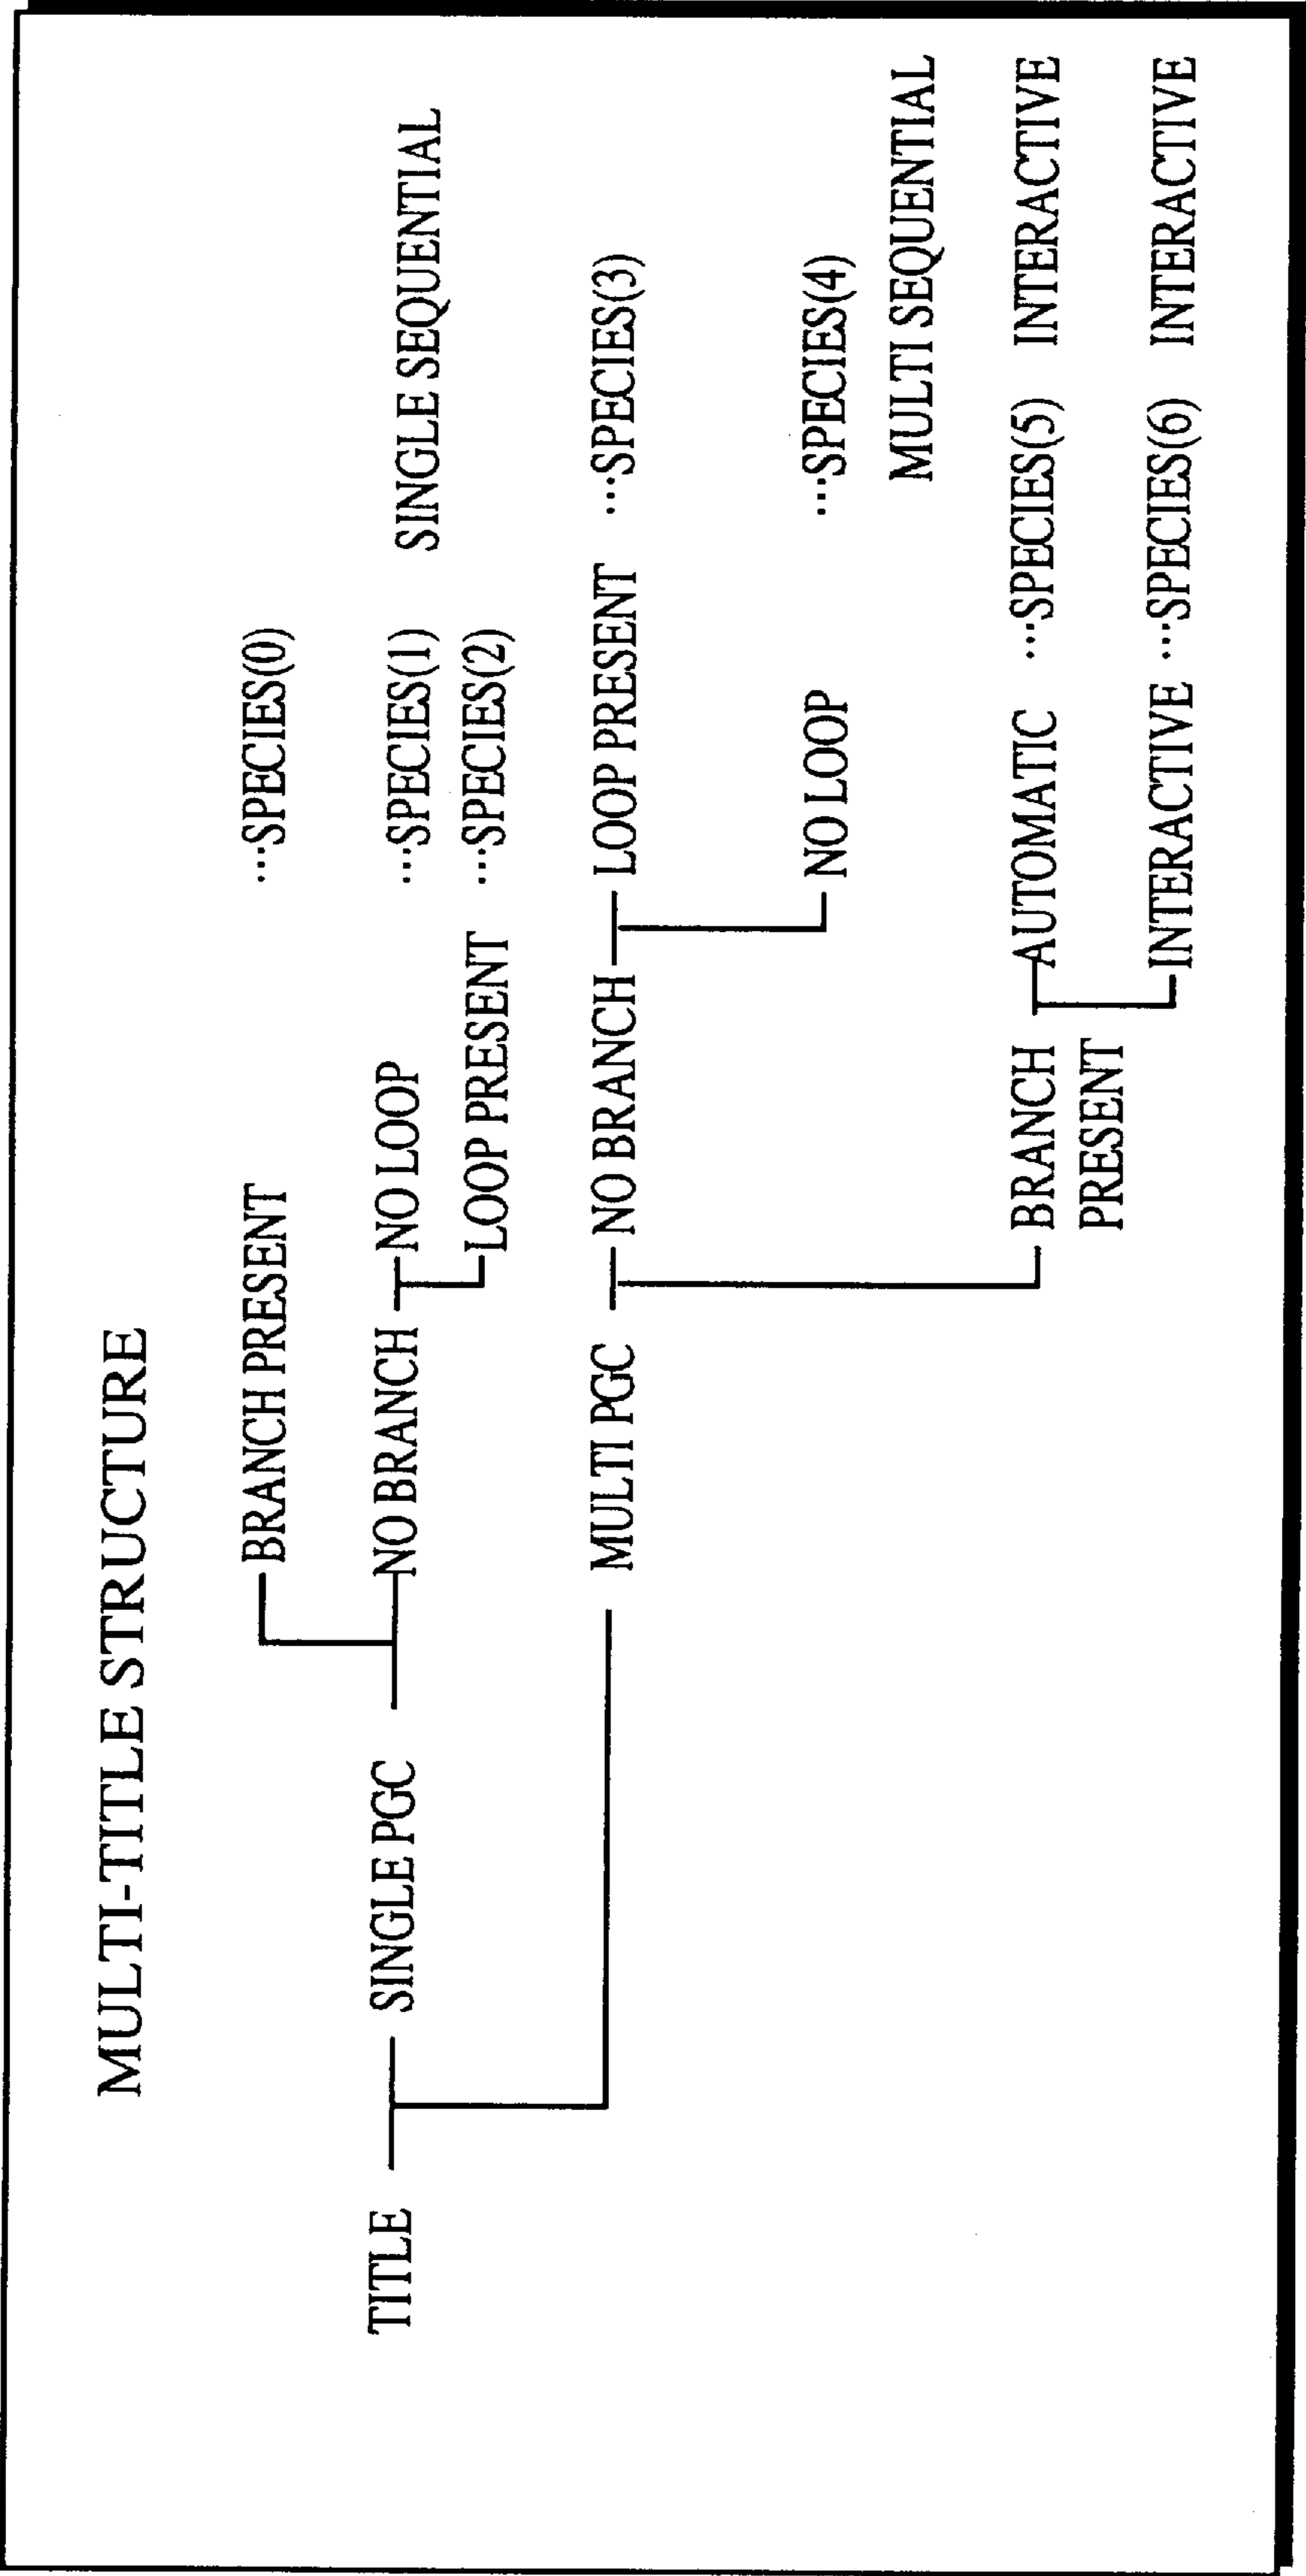 MULTI-TITLE STRUCTURE
BRANCH PRESENT ...SPECIES(0)
TITLE SINGLE PGC NO BRANCH NO LOOP ...SPECIES(1) SINGLE SEQUENTIAL
LOOP PRESENT ...SPECIES(2)
MULTI PGC NO BRANCH LOOP PRESENT ...SPECIES(3)
NO LOOP ...SPECIES(4)
MULTI SEQUENTIAL
BRANCH AUTOMATIC ...SPECIES(5) INTERACTIVE
PRESENT
INTERACTIVE ...SPECIES(6) INTERACTIVE